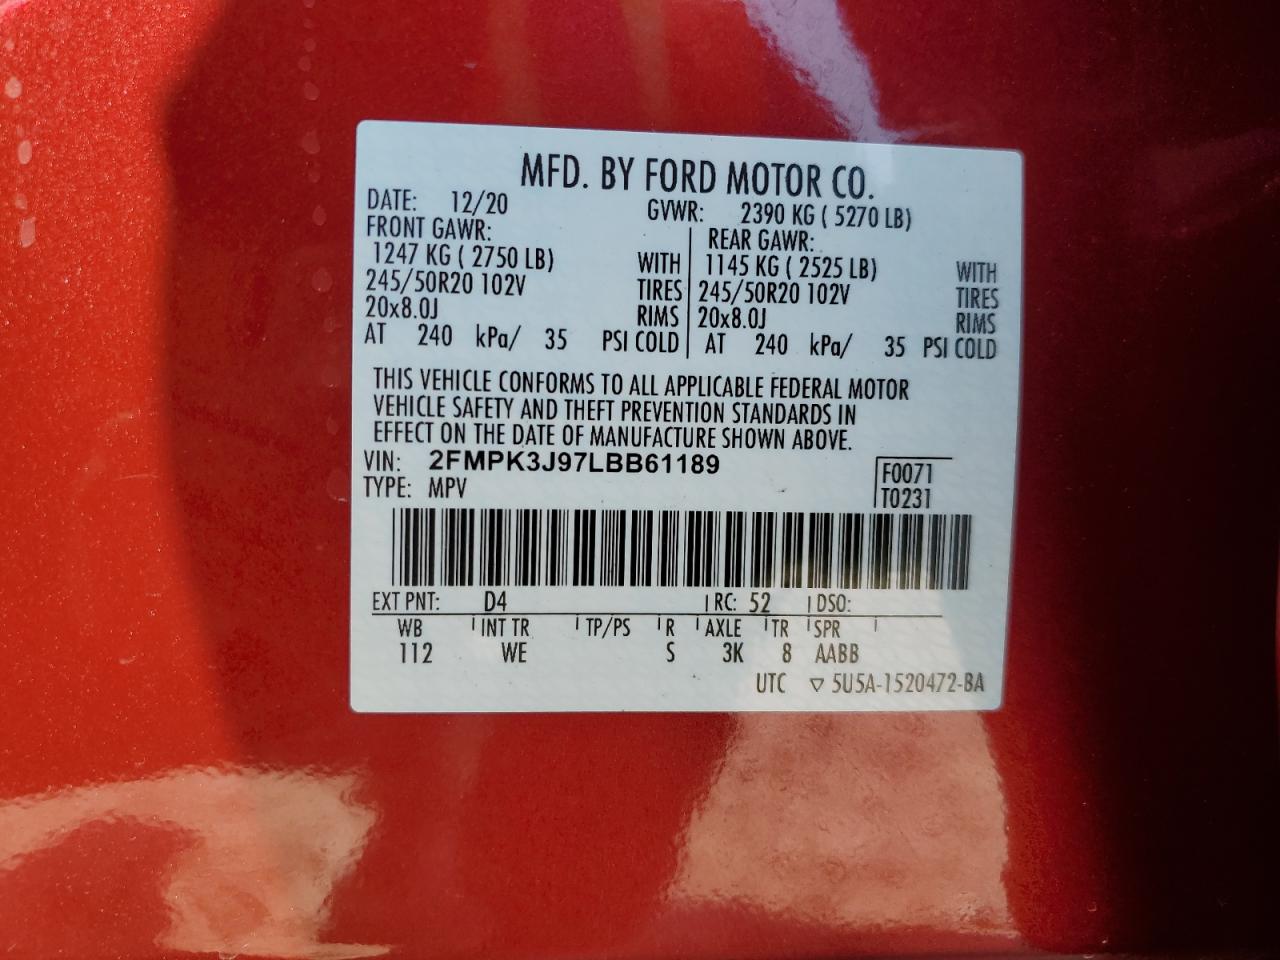 MFD. BY FORD MOTOR CO.
DATE: 12/20 GVWR: 2390 KG ( 5270 LB)
FRONT GAWR: REAR GAWR:
1247 KG ( 2750 LB) WITH 1145 KG ( 2525 LB) WITH
245/50R20 102V TIRES 245/50R20 102V TIRES
20x8.0J RIMS 20x8.0J RIMS
AT 240 kPa/ 35 PSI COLD AT 240 kPa/ 35 PSI COLD
THIS VEHICLE CONFORMS TO ALL APPLICABLE FEDERAL MOTOR
VEHICLE SAFETY AND THEFT PREVENTION STANDARDS IN
EFFECT ON THE DATE OF MANUFACTURE SHOWN ABOVE.
VIN: 2FMPK3J97LBB61189 F0071
TYPE: MPV T0231
EXT PNT: D4 RC: 52 DSO:
WB INT TR TP/PS R AXLE TR SPR
112 WE S 3K 8 AABB
UTC ▽ 5U5A-1520472-BA